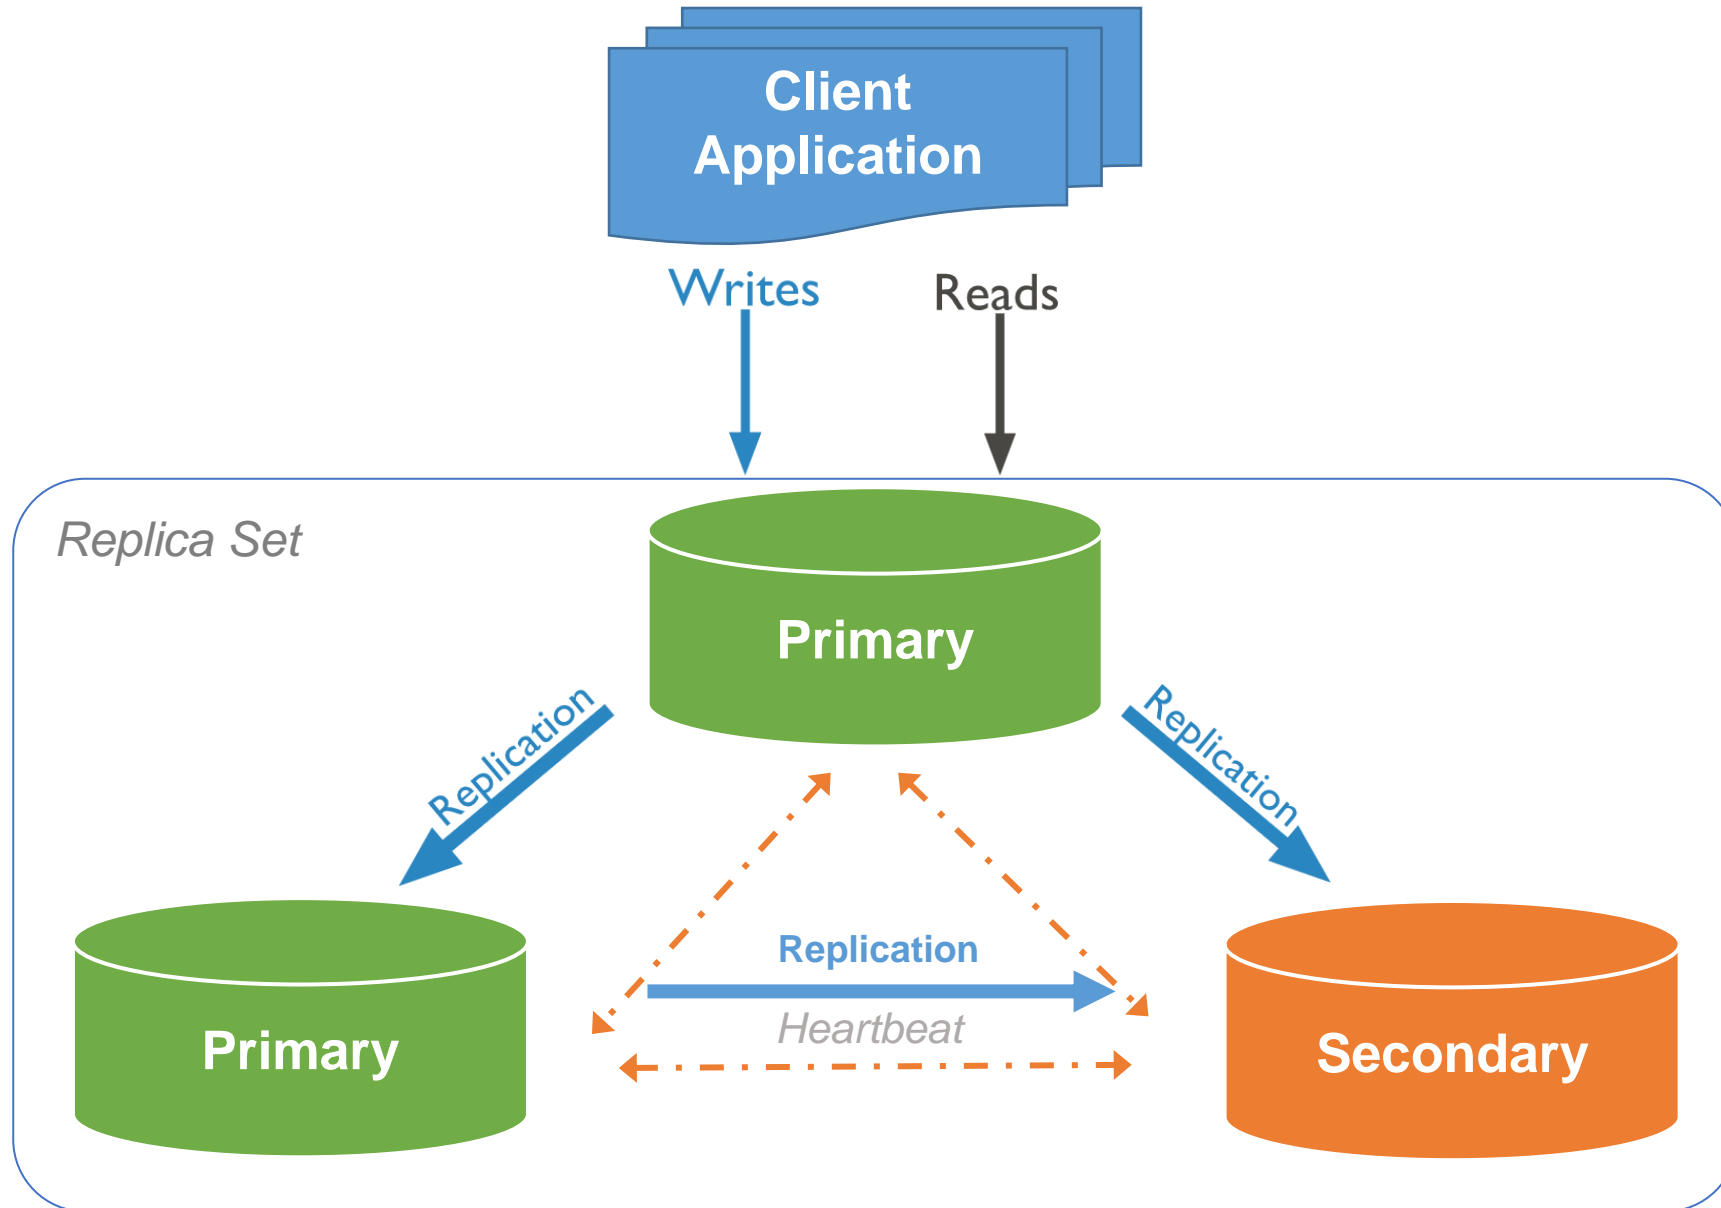 Client
Application
Writes
Reads
Replica Set
Primary
Replication
Replication
Replication
Heartbeat
Primary
Secondary